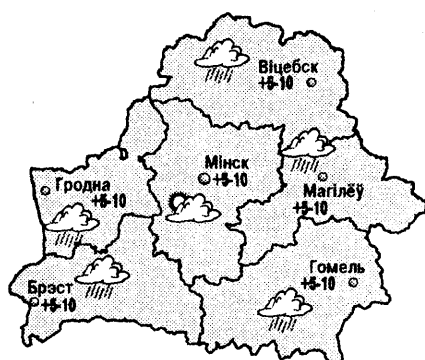 Віцебск
+5-10
Мінск
+5-10
Гродна
+5-10
Магілёў
+5-10
Гомель
+5-10
Брэст
+5-10